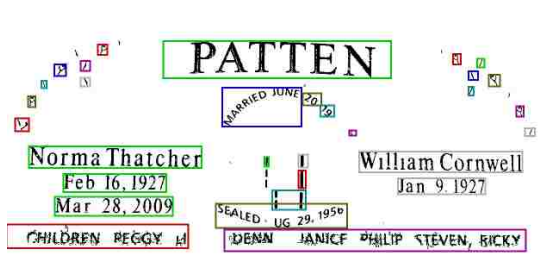 PATTEN
MARRIED JUNE 20
Norma Thatcher
Feb 16, 1927
Mar 28, 2009
William Cornwell
Jan 9. 1927
SEALED · UG 29, 1956
CHILDREN PEGGY
JANICE PHILIP STEVEN, RICKY